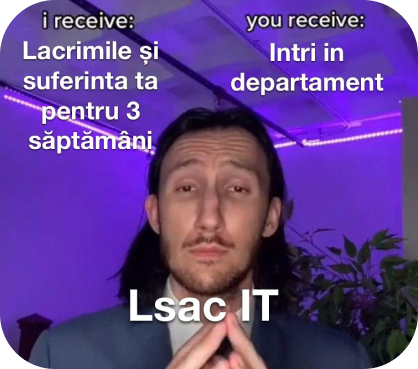 i receive:
Lacrimile și
suferinta ta
pentru 3
săptămâni
you receive:
Intri in
departament
Lsac IT